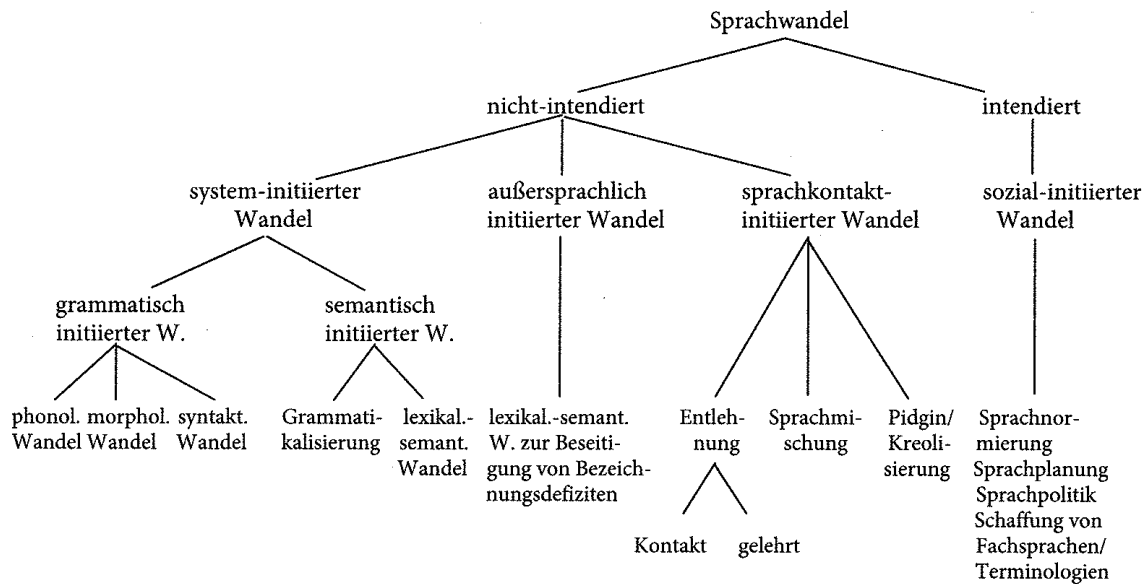 Sprachwandel
nicht-intendiert
intendiert
system-initiierter
Wandel
außersprachlich
initiierter Wandel
sprachkontakt-
initiierter Wandel
sozial-initiierter
Wandel
grammatisch
initiierter W.
semantisch
initiierter W.
phonol.
Wandel
morphol.
Wandel
syntakt.
Wandel
Grammati-
kalisierung
lexikal.-
semant.
Wandel
lexikal.-semant.
W. zur Beseiti-
gung von Bezeich-
nungsdefiziten
Entleh-
nung
Sprachmi-
schung
Pidgin/
Kreoli-
sierung
Sprachnor-
mierung
Sprachplanung
Sprachpolitik
Schaffung von
Fachsprachen/
Terminologien
Kontakt
gelehrt